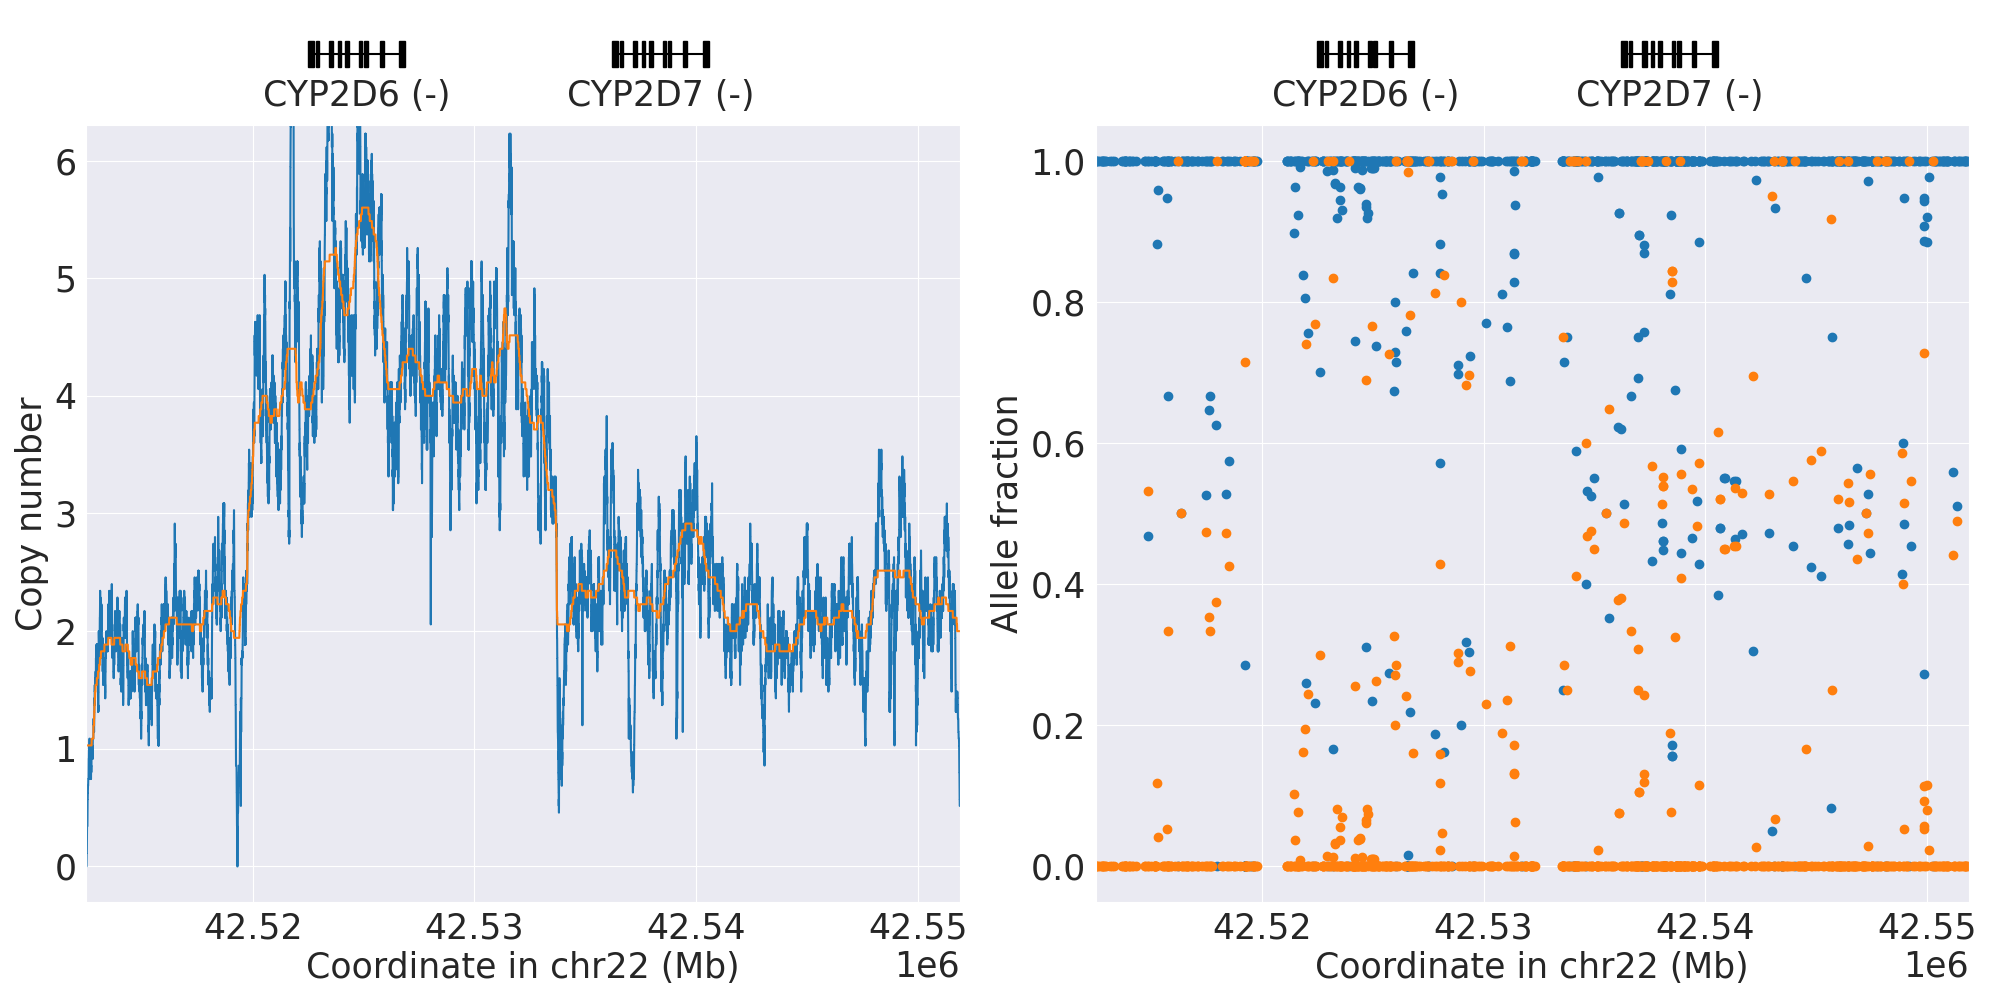 CYP2D6 (-) CYP2D7 (-)
6
5
4
3
2
1
0
Copy number
42.52 42.53 42.54 42.55
Coordinate in chr22 (Mb) 1e6
CYP2D6 (-) CYP2D7 (-)
1.0
0.8
0.6
0.4
0.2
0.0
Allele fraction
42.52 42.53 42.54 42.55
Coordinate in chr22 (Mb) 1e6